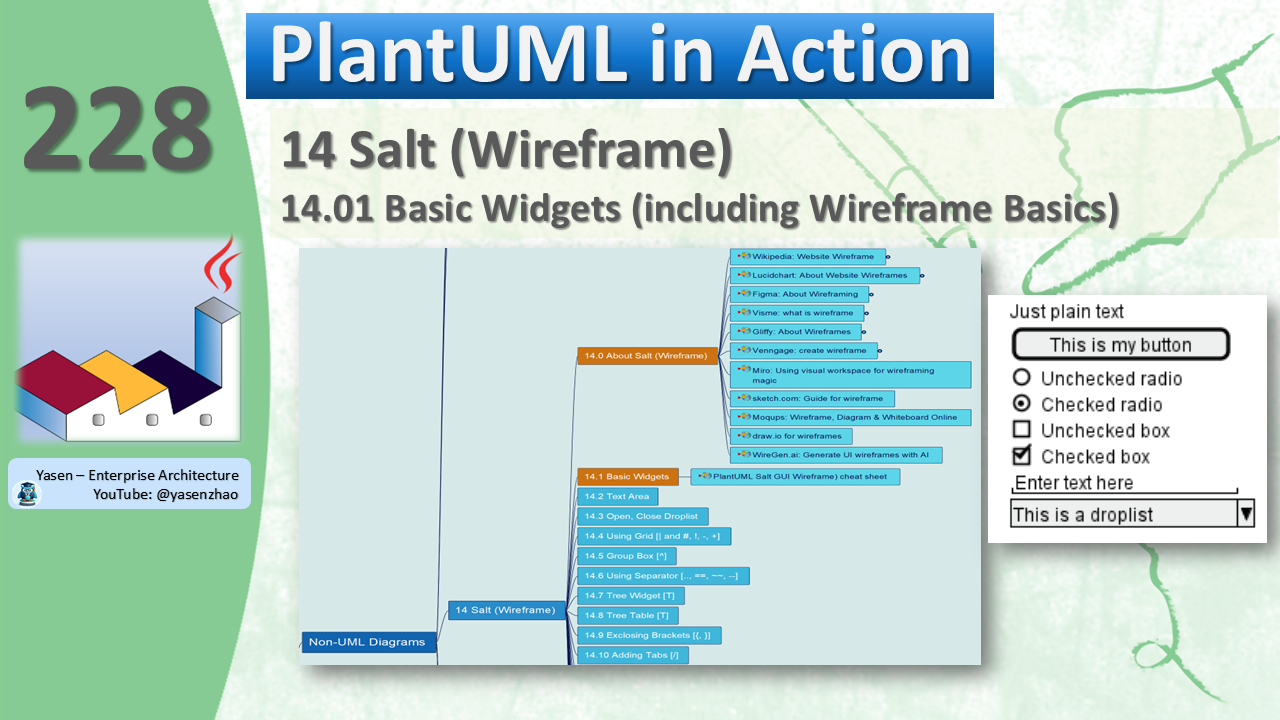 PlantUML in Action
228
14 Salt (Wireframe)
14.01 Basic Widgets (including Wireframe Basics)
Yasen – Enterprise Architecture
YouTube: @yasenzhao
Wikipedia: Website Wireframe
Lucidchart: About Website Wireframes
Figma: About Wireframing
Visme: what is wireframe
Gliffy: About Wireframes
14.0 About Salt (Wireframe)
Venngage: create wireframe
Miro: Using visual workspace for wireframing
magic
sketch.com: Guide for wireframe
Moqups: Wireframe, Diagram & Whiteboard Online
draw.io for wireframes
WireGen.ai: Generate UI wireframes with AI
14.1 Basic Widgets
PlantUML Salt GUI Wireframe) cheat sheet
14.2 Text Area
14.3 Open, Close Droplist
14.4 Using Grid [| and #, !, -, +]
14.5 Group Box [^]
14.6 Using Separator [.., ==, ~~, --]
14.7 Tree Widget [T]
14 Salt (Wireframe)
14.8 Tree Table [T]
14.9 Exclosing Brackets [{, }]
Non-UML Diagrams
14.10 Adding Tabs [/]
Just plain text
This is my button
Unchecked radio
Checked radio
Unchecked box
Checked box
Enter text here
This is a droplist